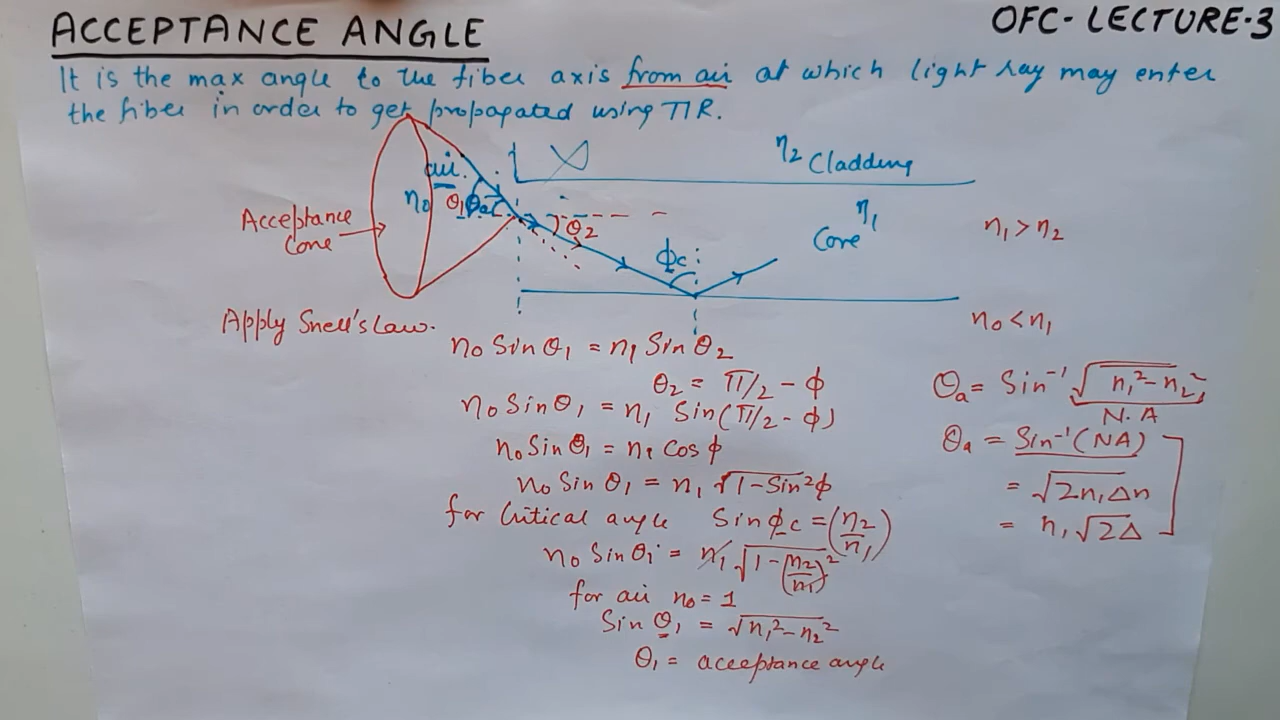 ACCEPTANCE ANGLE
OFC- LECTURE-3
It is the max angle to the fiber axis from air at which light ray may enter
the fiber in order to get propagated using TIR.
η2 Cladding
air
n0
θ1 θa
θ2
η1
Core
n1 > n2
Acceptance
Cone
ϕc
n0 < n1
Apply Snell's Law.
n0 Sin θ1 = n1 Sin θ2
θ2 = π/2 - ϕ
n0 Sin θ1 = n1 Sin(π/2 - ϕ)
n0 Sin θ1 = n1 Cos ϕ
n0 Sin θ1 = n1 √1-Sin²ϕ
for Critical angle Sin ϕc = (n2/n1)
n0 Sin θ1 = n1 √1-(n2/n1)²
for air n0 = 1
Sin θ1 = √n1²-n2²
θ1 = acceptance angle
θa = Sin⁻¹ √n1²-n2²
N.A
θa = Sin⁻¹(NA)
= √2n1Δn
= n1√2Δ